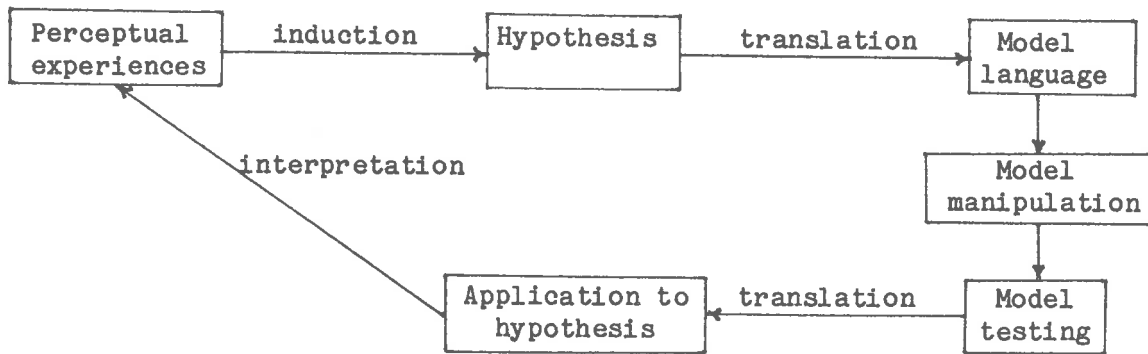 Perceptual
experiences
induction
Hypothesis
translation
Model
language
Model
manipulation
Model
testing
translation
Application to
hypothesis
interpretation